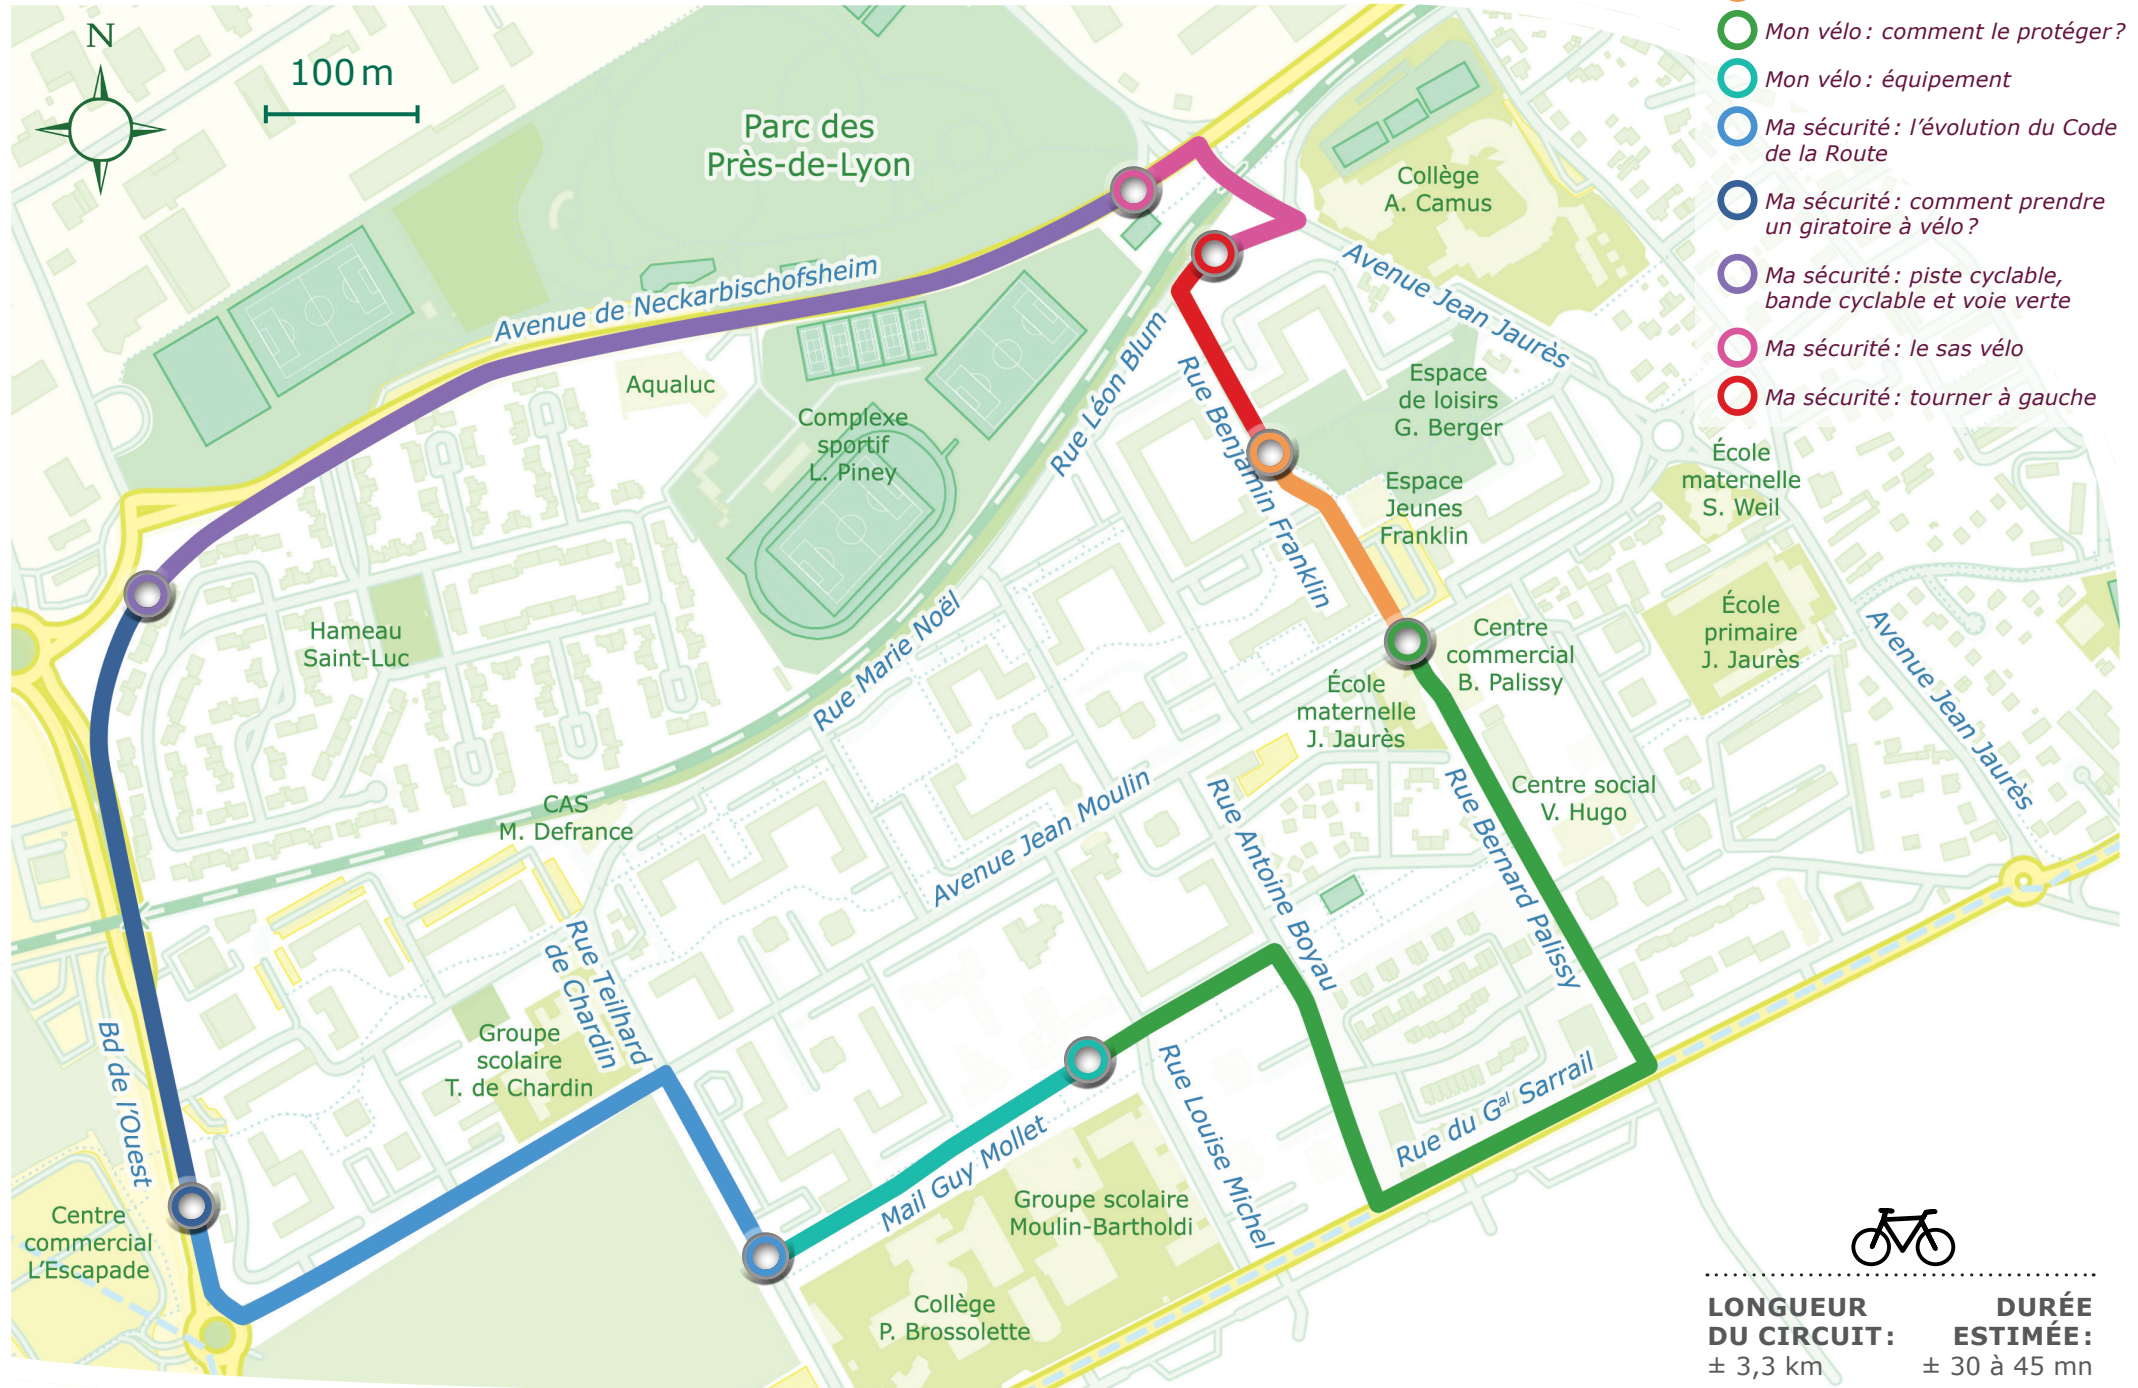 N
100 m
Parc des
Près-de-Lyon
Mon vélo : comment le protéger ?
Mon vélo : équipement
Ma sécurité : l'évolution du Code
de la Route
Ma sécurité : comment prendre
un giratoire à vélo ?
Ma sécurité : piste cyclable,
bande cyclable et voie verte
Ma sécurité : le sas vélo
Ma sécurité : tourner à gauche
Collège
A. Camus
Avenue de Neckarbischofsheim
Avenue Jean Jaurès
Aqualuc
Complexe
sportif
L. Piney
Rue Léon Blum
Rue Benjamin Franklin
Espace
de loisirs
G. Berger
Espace
Jeunes
Franklin
École
maternelle
S. Weil
Hameau
Saint-Luc
Rue Marie Noël
Centre
commercial
B. Palissy
École
primaire
J. Jaurès
Avenue Jean Jaurès
École
maternelle
J. Jaurès
CAS
M. Defrance
Avenue Jean Moulin
Rue Antoine Boyau
Rue Bernard Palissy
Centre social
V. Hugo
Rue Teilhard
de Chardin
Bd de l'Ouest
Groupe
scolaire
T. de Chardin
Mail Guy Mollet
Rue Louise Michel
Rue du Gal Sarrail
Groupe scolaire
Moulin-Bartholdi
Centre
commercial
L'Escapade
Collège
P. Brossolette
LONGUEUR
DU CIRCUIT :
± 3,3 km
DURÉE
ESTIMÉE :
± 30 à 45 mn